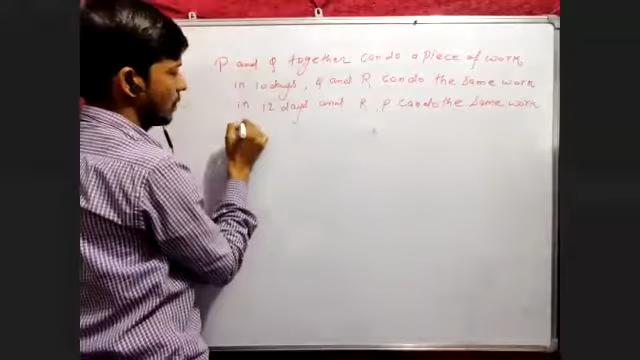 P and Q together can do a piece of work
in 10 days, Q and R can do the same work
in 12 days and R, P can do the same work